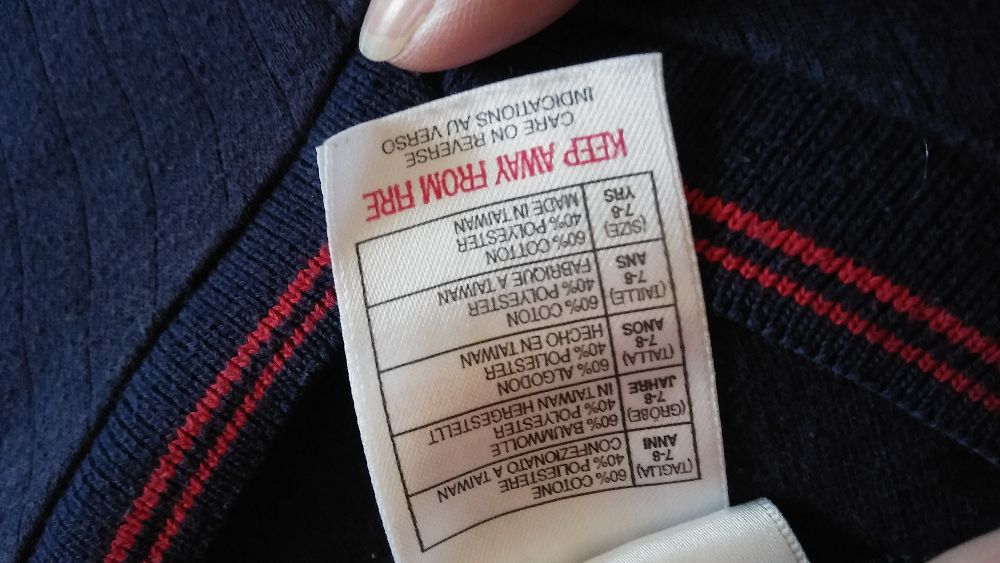 (TAGLIA)
7-8
ANNI
60% COTONE
40% POLIESTERE
CONFEZIONATO A TAIWAN
(GRÖBE)
7-8
JAHRE
60% BAUMWOLLE
40% POLYESTER
IN TAIWAN HERGESTELLT
(TALLA)
7-8
ANOS
60% ALGODON
40% POLIESTER
HECHO EN TAIWAN
(TAILLE)
7-8
ANS
60% COTON
40% POLYESTER
FABRIQUE A TAIWAN
(SIZE)
7-8
YRS
60% COTTON
40% POLYESTER
MADE IN TAIWAN
KEEP AWAY FROM FIRE
CARE ON REVERSE
INDICATIONS AU VERSO